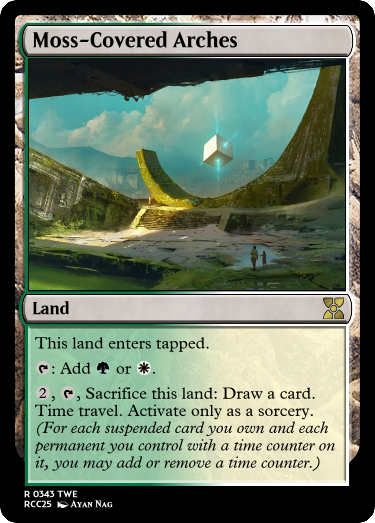 Moss-Covered Arches
Land
This land enters tapped.
: Add or .
2, , Sacrifice this land: Draw a card.
Time travel. Activate only as a sorcery.
(For each suspended card you own and each
permanent you control with a time counter on
it, you may add or remove a time counter.)
R 0343 TWE
RCC25 Ayan Nag